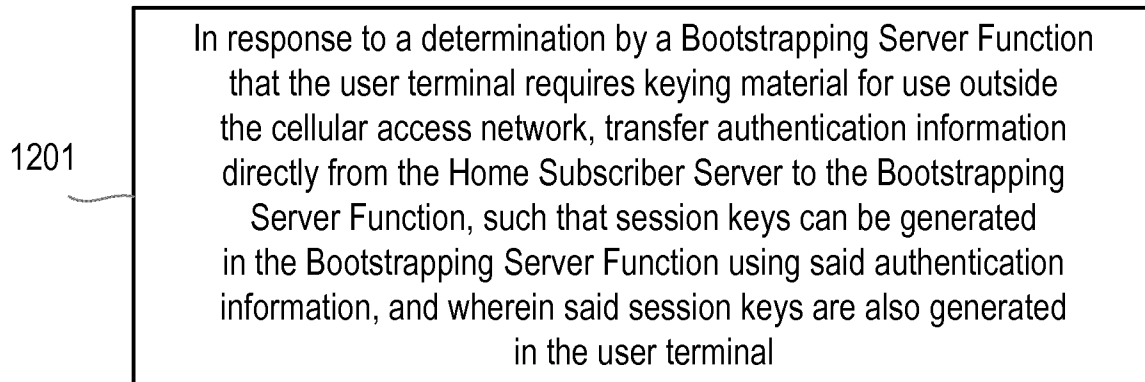 In response to a determination by a Bootstrapping Server Function
that the user terminal requires keying material for use outside
the cellular access network, transfer authentication information
directly from the Home Subscriber Server to the Bootstrapping
Server Function, such that session keys can be generated
in the Bootstrapping Server Function using said authentication
information, and wherein said session keys are also generated
in the user terminal
1201